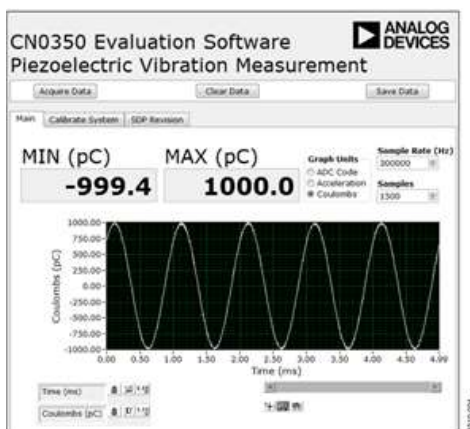 ANALOG
DEVICES
CN0350 Evaluation Software
Piezoelectric Vibration Measurement
Acquire Data
Clear Data
Save Data
Main
Calibrate System
SDP Revision
MIN (pC)
MAX (pC)
Graph Units
ADC Code
Acceleration
Coulombs
Sample Rate (Hz)
300000
Samples
1500
-999.4
1000.0
1000.00
750.00
500.00
250.00
0.00
-250.00
-500.00
-750.00
-1000.00
Coulombs (pC)
0.00 0.50 1.00 1.50 2.00 2.50 3.00 3.50 4.00 4.50 4.99
Time (ms)
Time (ms)
Coulombs (pC)